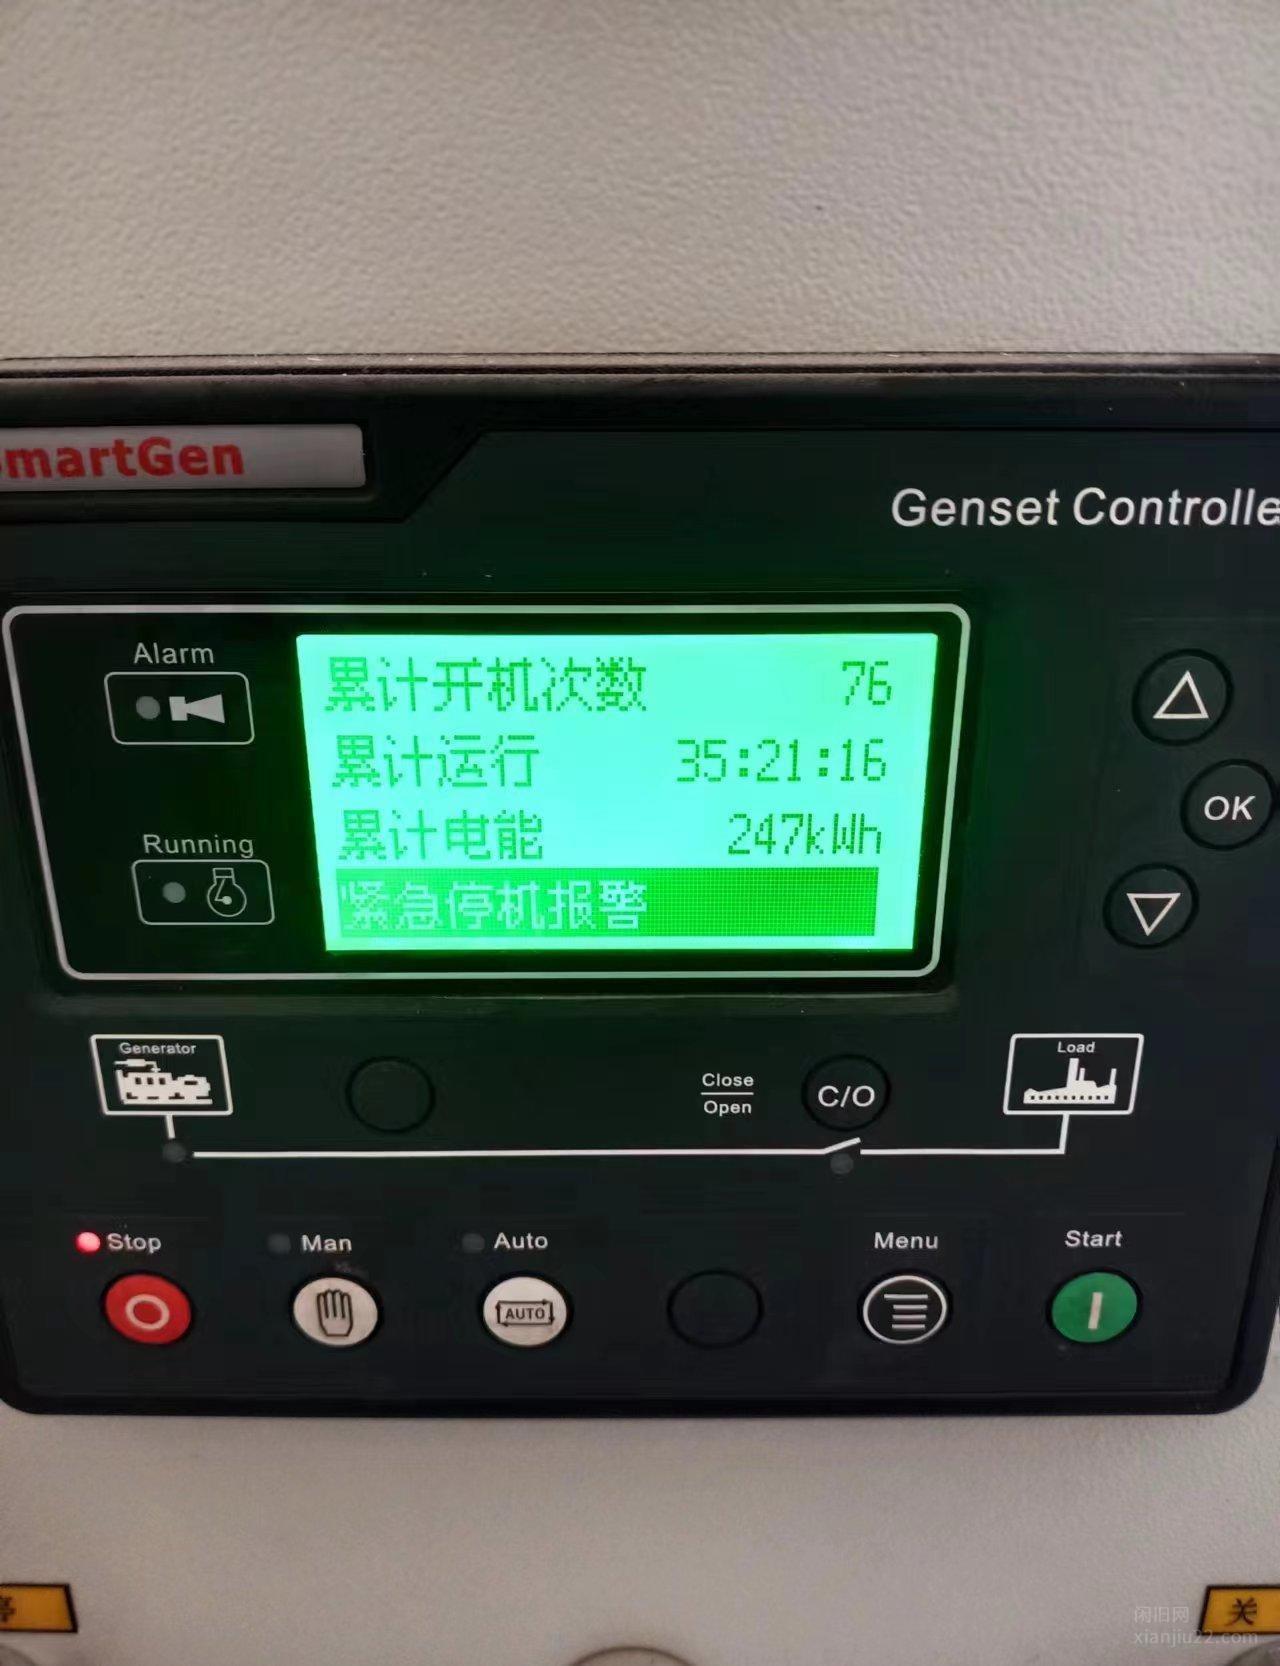 SmartGen
Genset Controlle
Alarm
累计开机次数 76
累计运行 35:21:16
累计电能 247kWh
紧急停机报警
Running
OK
Generator
Close
Open
C/O
Load
Stop
Man
Auto
Menu
Start
AUTO
停
关
闲旧网
xianjiu22.com